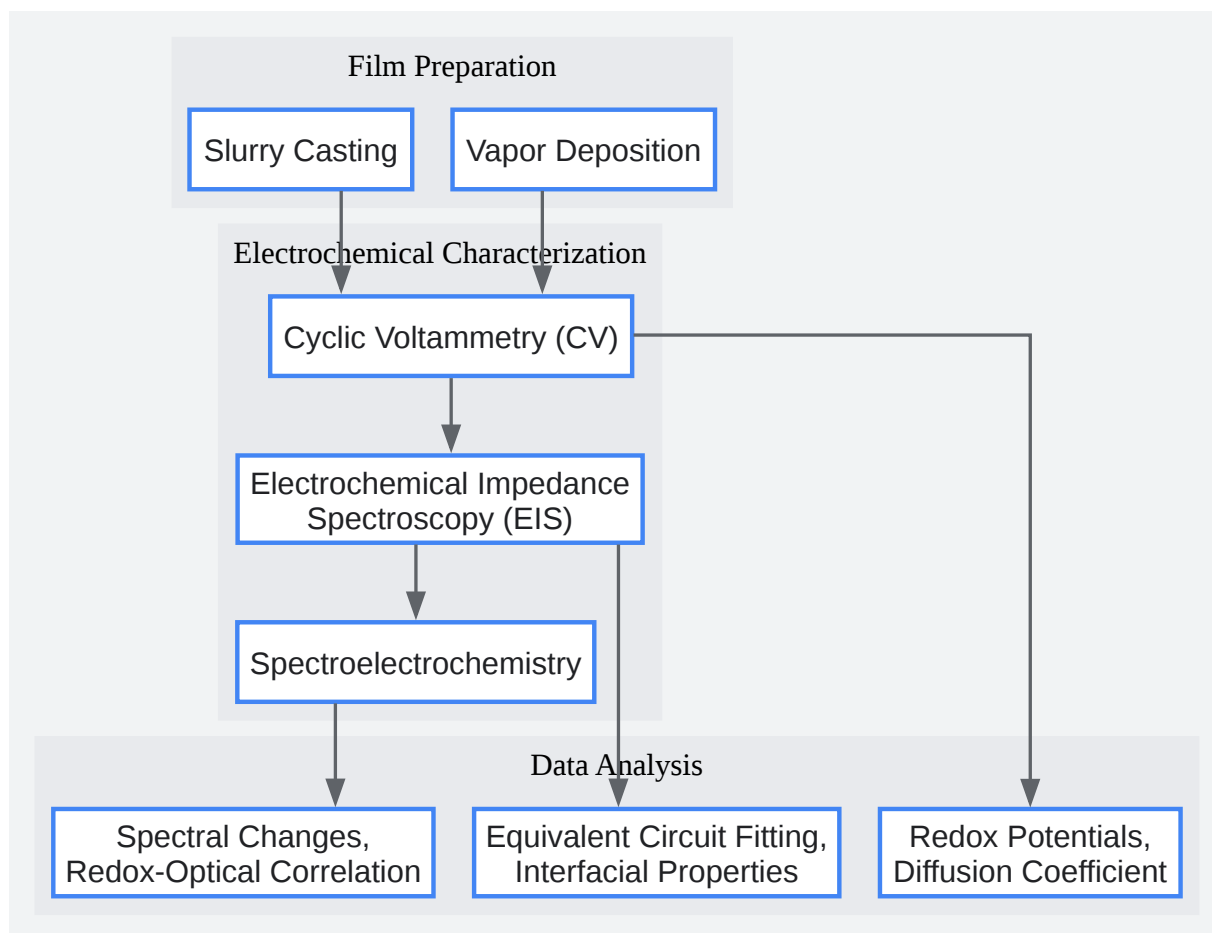 Film Preparation
Slurry Casting
Vapor Deposition
Electrochemical Characterization
Cyclic Voltammetry (CV)
Electrochemical Impedance
Spectroscopy (EIS)
Spectroelectrochemistry
Data Analysis
Spectral Changes,
Redox-Optical Correlation
Equivalent Circuit Fitting,
Interfacial Properties
Redox Potentials,
Diffusion Coefficient